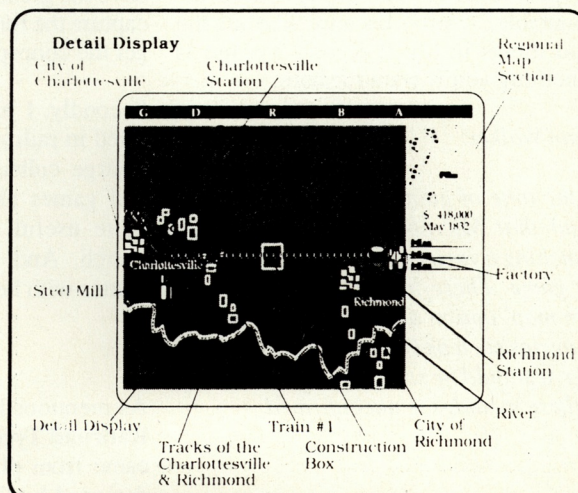 Detail Display
City of
Charlottesville
Charlottesville
Station
Regional
Map
Section
G D R B A
$ 418,000
May 1832
Charlottesville
Richmond
Steel Mill
Factory
Richmond
Station
River
Detail Display
Tracks of the
Charlottesville
& Richmond
Train #1
Construction
Box
City of
Richmond